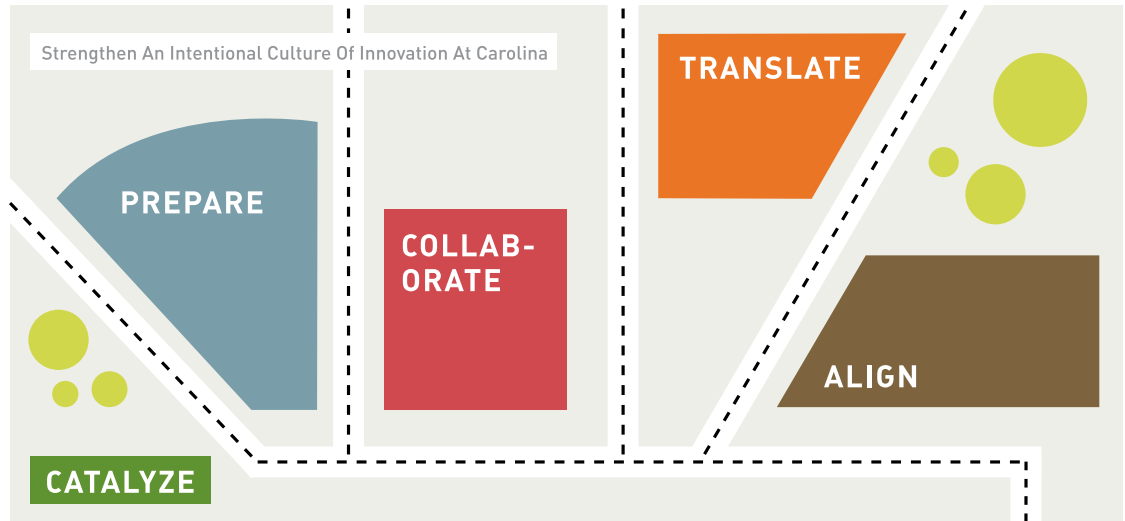 Strengthen An Intentional Culture Of Innovation At Carolina
TRANSLATE
PREPARE
COLLAB-
ORATE
ALIGN
CATALYZE